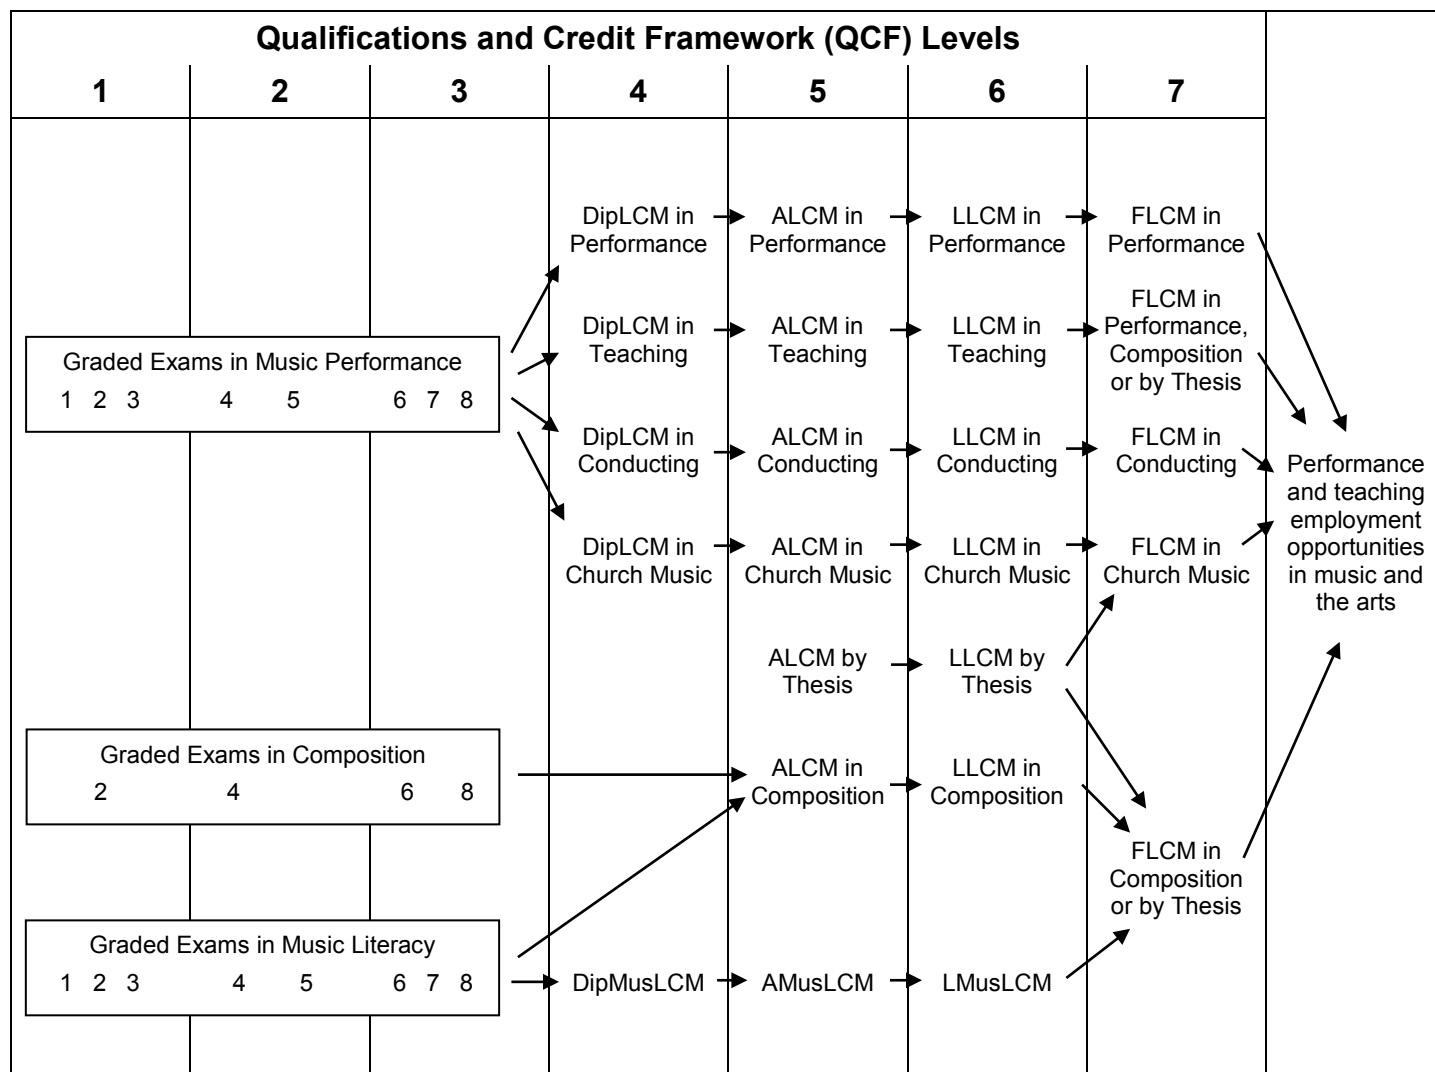 Qualifications and Credit Framework (QCF) Levels
1 2 3 4 5 6 7
DipLCM in
Performance
ALCM in
Performance
LLCM in
Performance
FLCM in
Performance
Graded Exams in Music Performance
1 2 3 4 5 6 7 8
DipLCM in
Teaching
ALCM in
Teaching
LLCM in
Teaching
FLCM in
Performance,
Composition
or by Thesis
DipLCM in
Conducting
ALCM in
Conducting
LLCM in
Conducting
FLCM in
Conducting
DipLCM in
Church Music
ALCM in
Church Music
LLCM in
Church Music
FLCM in
Church Music
Performance
and teaching
employment
opportunities
in music and
the arts
ALCM by
Thesis
LLCM by
Thesis
Graded Exams in Composition
2 4 6 8
ALCM in
Composition
LLCM in
Composition
FLCM in
Composition
or by Thesis
Graded Exams in Music Literacy
1 2 3 4 5 6 7 8
DipMusLCM
AMusLCM
LMusLCM